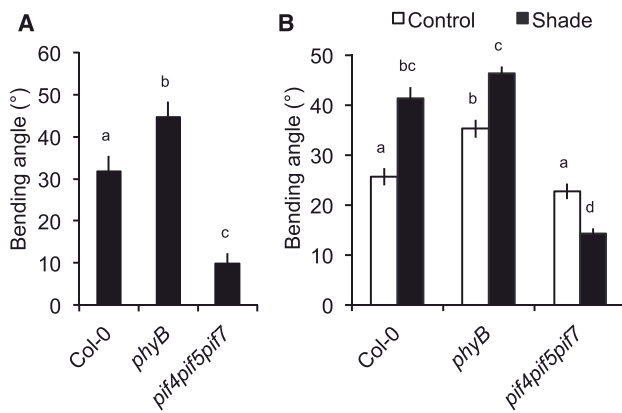 A
Bending angle (°)
60
50
40
30
20
10
0
a
b
c
Col-0
phyB
pif4pif5pif7
B
Control
Shade
Bending angle (°)
50
40
30
20
10
0
a
bc
b
c
a
d
Col-0
phyB
pif4pif5pif7